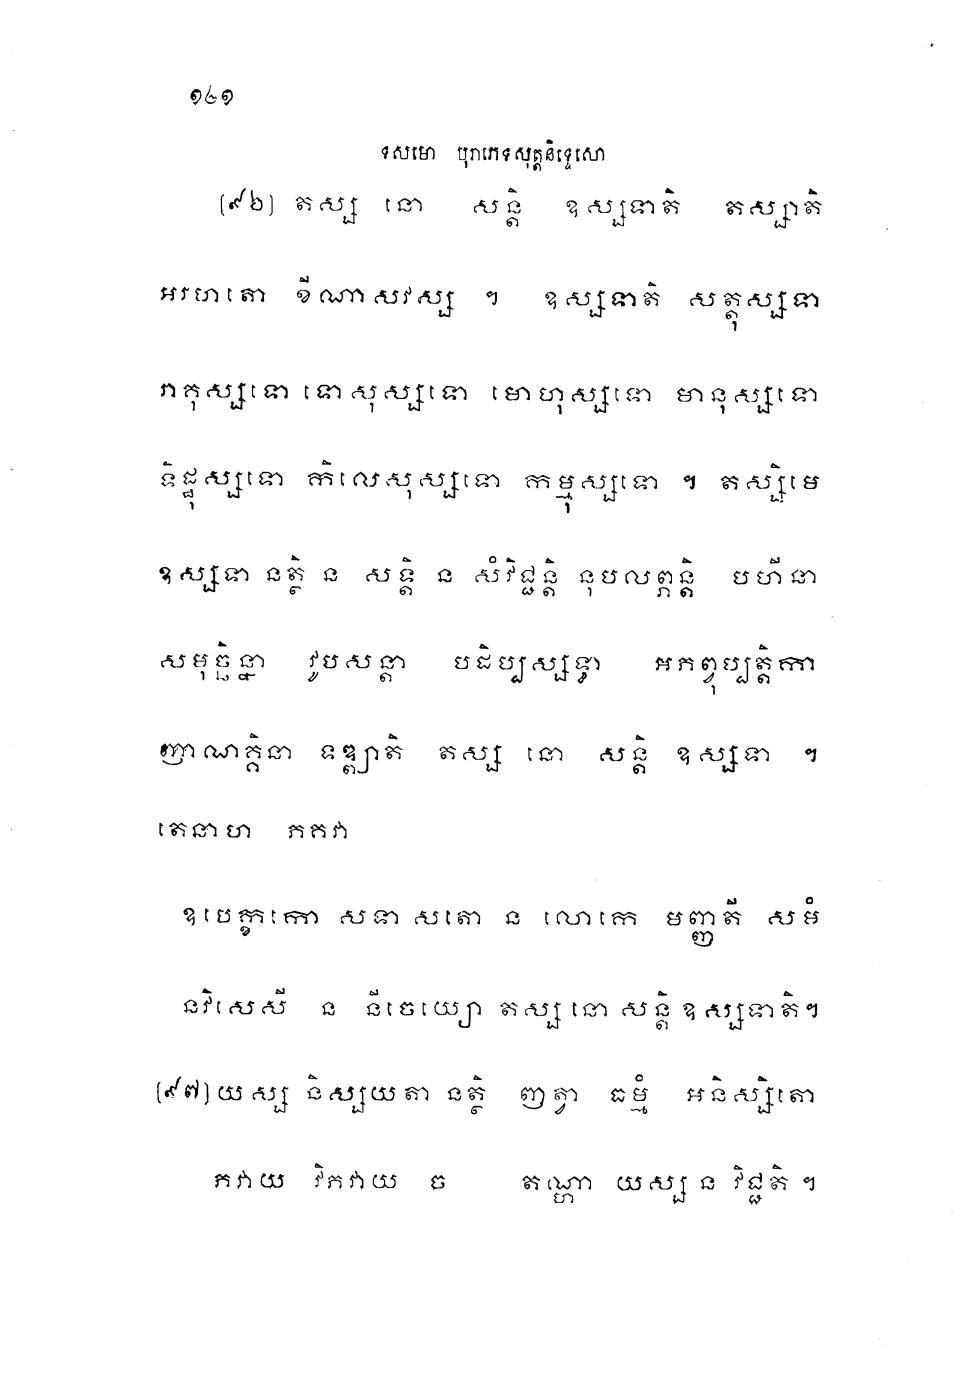 ១៤១
ទសមោ បុរាភេទសុត្តនិទ្ទេសោ
(៩៦) តស្ស នោ សន្តិ ឧស្សទាតិ តស្សាតិ
អរហតោ ខីណាសវស្ស ។ ឧស្សទាតិ សត្តុស្សទា
រាគុស្សទោ ទោសុស្សទោ មោហុស្សទោ មានុស្សទោ
ទិដ្ឋុស្សទោ កិលេសុស្សទោ កម្មុស្សទោ ។ តស្សិមេ
ឧស្សទា នត្ថិ ន សន្តិ ន សំវិជ្ជន្តិ នុបលព្ភន្តិ បហីនា
សមុច្ឆិន្នា វូបសន្តា បដិប្បស្សទ្ធា អភព្វុប្បត្តិកា
ញាណគ្គិនា ទឌ្ឍាតិ តស្ស នោ សន្តិ ឧស្សទា ។
តេនាហ ភគវា
ឧបេក្ខកោ សទា សតោ ន លោកេ មញ្ញតី សមំ
នវិសេសី ន នីចេយ្យោ តស្ស នោ សន្តិ ឧស្សទាតិ។
(៩៧) យស្ស និស្សយតា នត្ថិ ញត្វា ធម្មំ អនិស្សិតោ
ភវាយ វិភវាយ ច តណ្ហា យស្ស ន វិជ្ជតិ ។